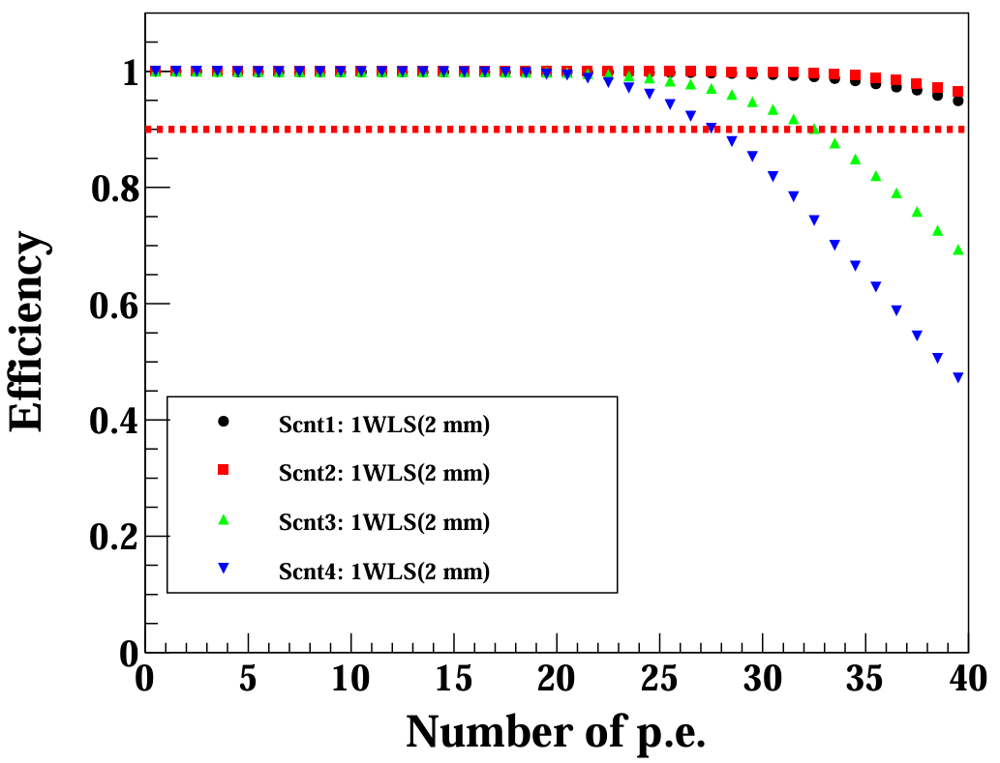 Efficiency
1
0.8
0.6
0.4
0.2
0
Scnt1: 1WLS(2 mm)
Scnt2: 1WLS(2 mm)
Scnt3: 1WLS(2 mm)
Scnt4: 1WLS(2 mm)
0 5 10 15 20 25 30 35 40
Number of p.e.